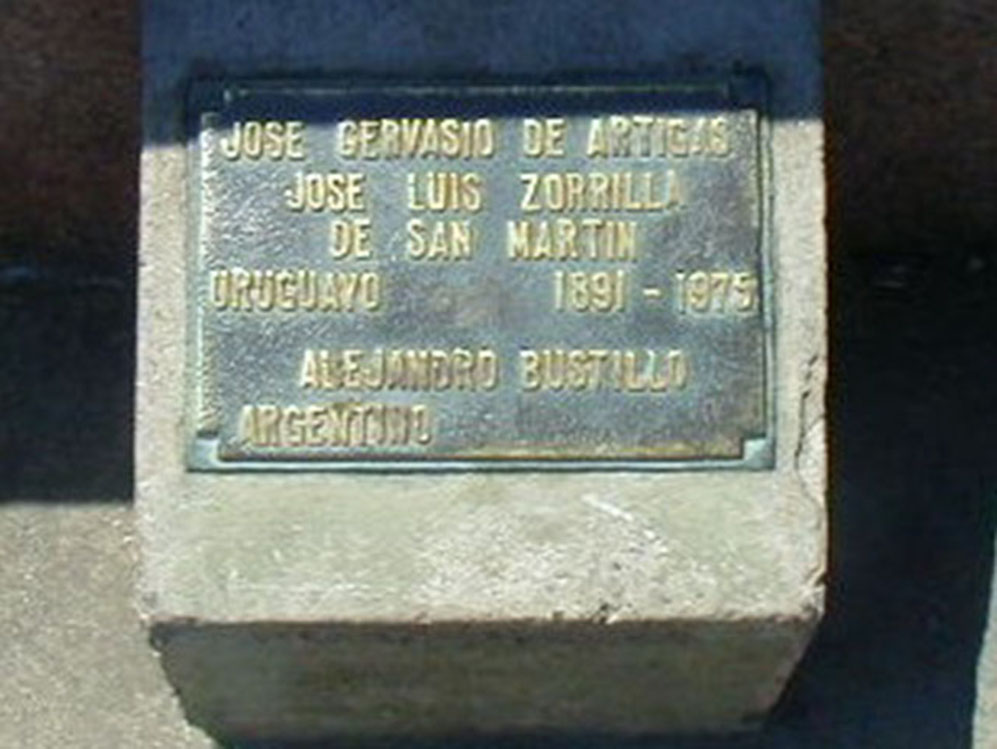 JOSE GERVASIO DE ARTIGAS
JOSE LUIS ZORRILLA
DE SAN MARTIN
URUGUAYO 1891 - 1975
ALEJANDRO BUSTILLO
ARGENTINO